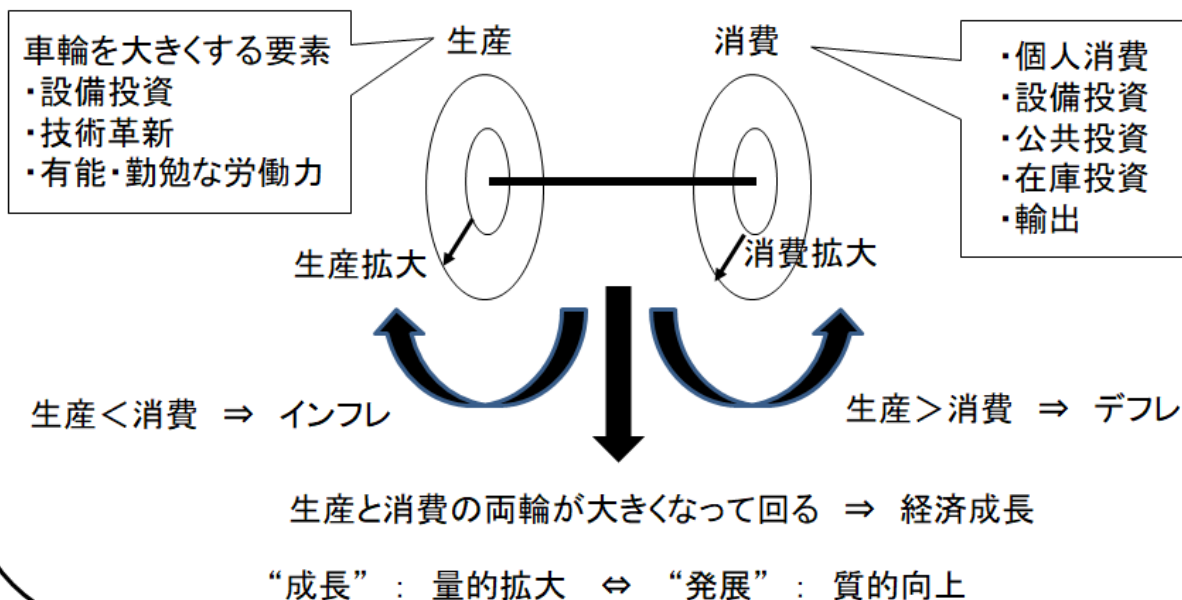 車輪を大きくする要素
・設備投資
・技術革新
・有能・勤勉な労働力
生産
消費
・個人消費
・設備投資
・公共投資
・在庫投資
・輸出
生産拡大
消費拡大
生産＜消費 ⇒ インフレ
生産＞消費 ⇒ デフレ
生産と消費の両輪が大きくなって回る ⇒ 経済成長
“成長” : 量的拡大 ⇔ “発展” : 質的向上